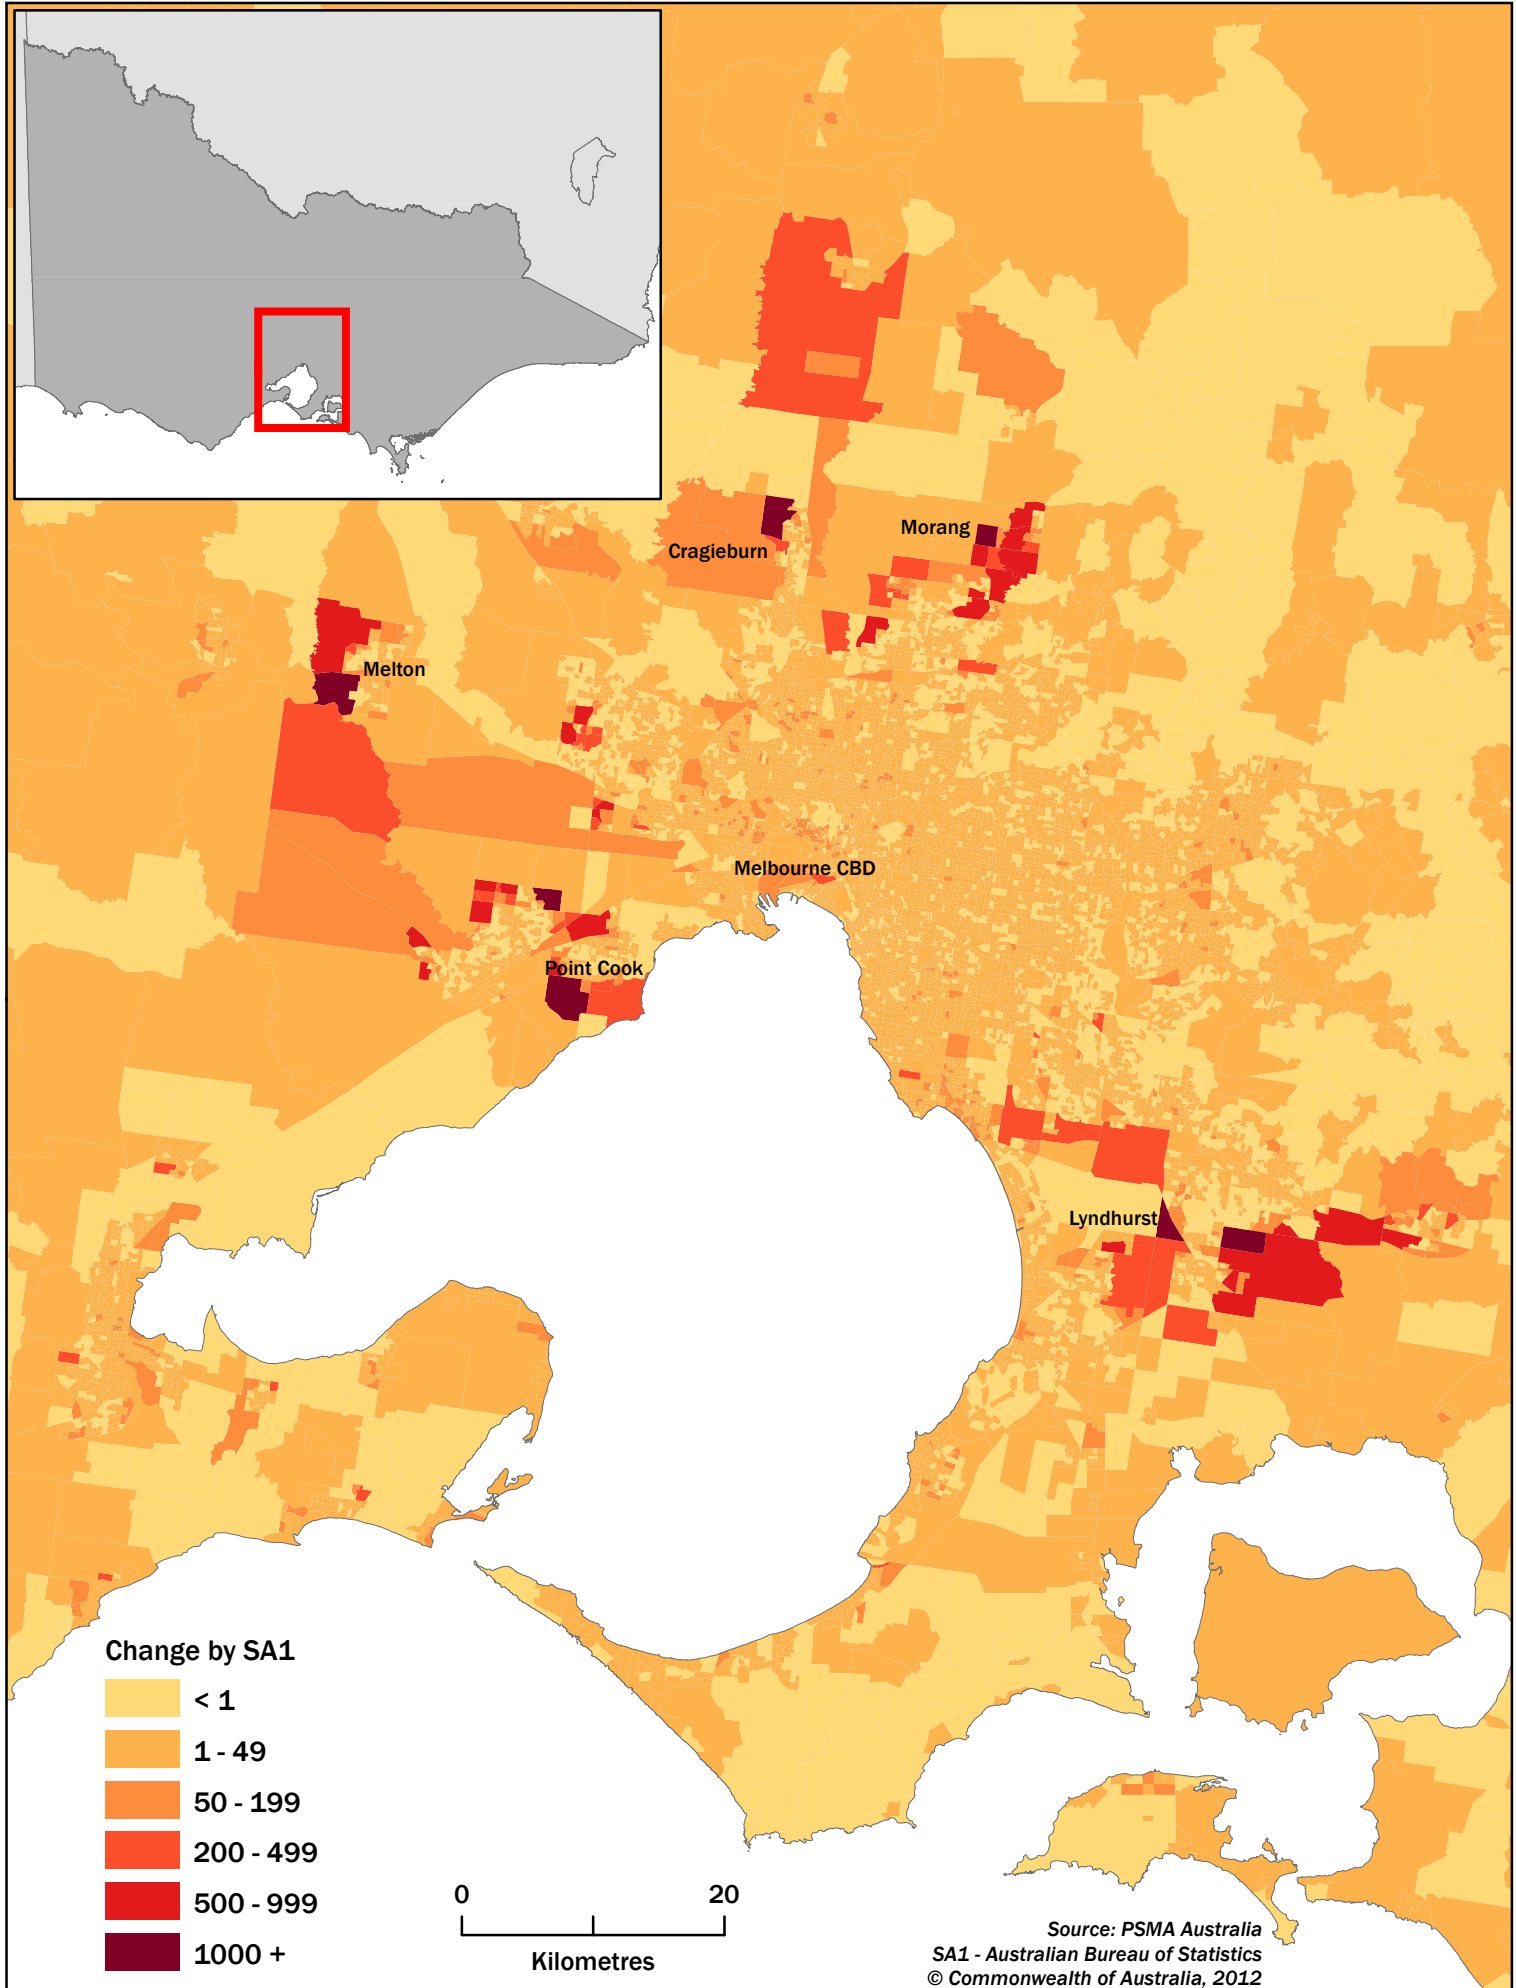 Morang
Cragieburn
Melton
Melbourne CBD
Point Cook
Lyndhurst
Change by SA1
< 1
1 - 49
50 - 199
200 - 499
500 - 999
1000 +
0 20
Kilometres
Source: PSMA Australia
SA1 - Australian Bureau of Statistics
© Commonwealth of Australia, 2012